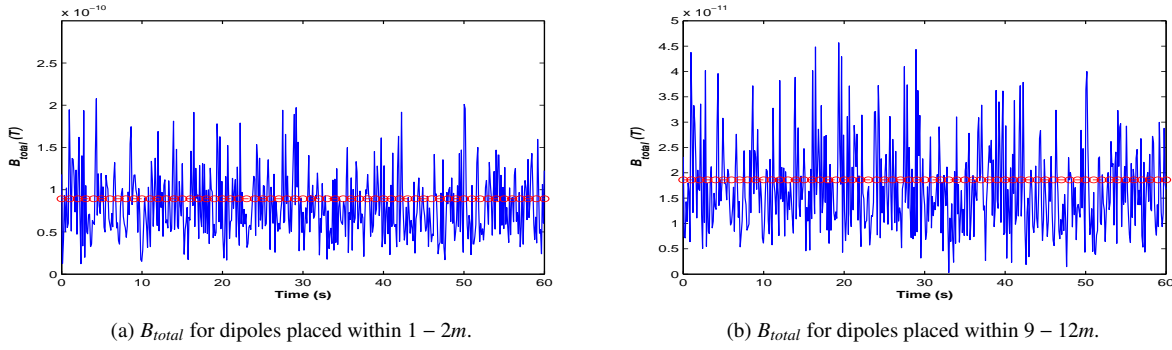 × 10⁻¹⁰
2.5
2
1.5
1
0.5
0
0 10 20 30 40 50 60
B_total (T)
Time (s)
(a) B_total for dipoles placed within 1 − 2m.
× 10⁻¹¹
5
4.5
4
3.5
3
2.5
2
1.5
1
0.5
0
0 10 20 30 40 50 60
B_total (T)
Time (s)
(b) B_total for dipoles placed within 9 − 12m.